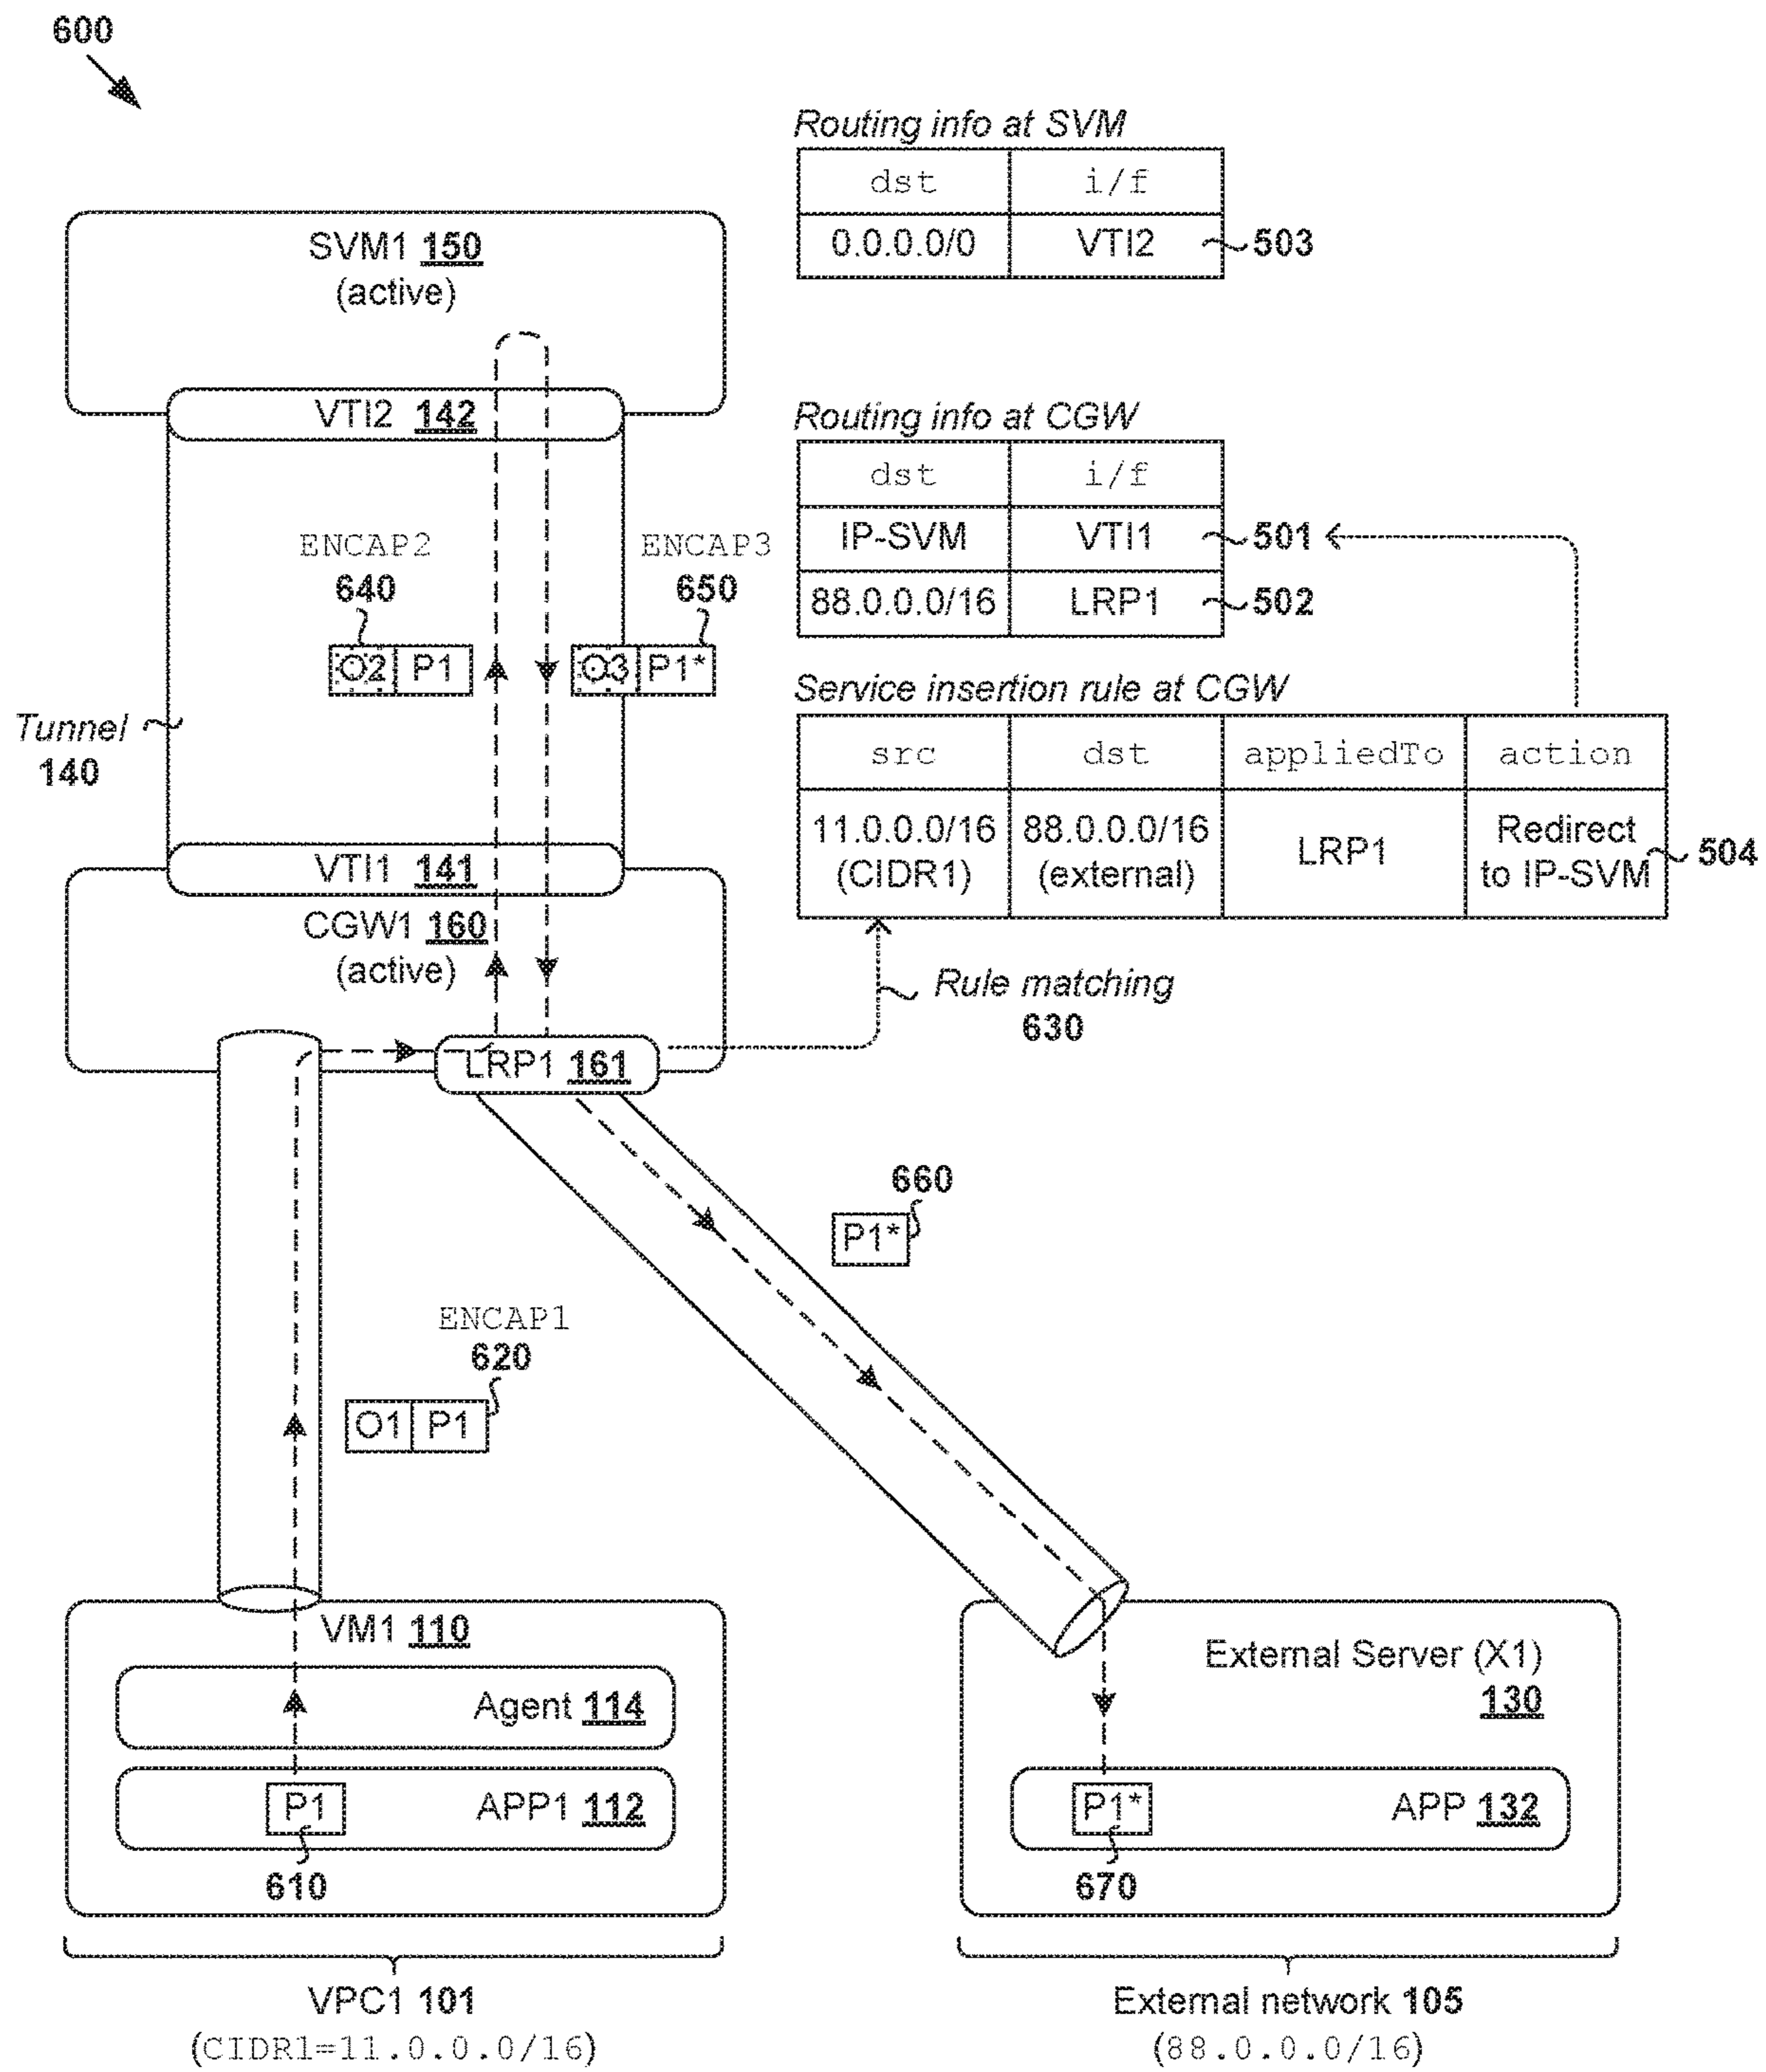 600
Routing info at SVM
dst i/f
0.0.0.0/0 VTI2 503
SVM1 150
(active)
VTI2 142
Routing info at CGW
dst i/f
IP-SVM VTI1 501
88.0.0.0/16 LRP1 502
ENCAP2
640
O2 P1
ENCAP3
650
O3 P1*
Tunnel
140
Service insertion rule at CGW
src dst appliedTo action
11.0.0.0/16 88.0.0.0/16 LRP1 Redirect
(CIDR1) (external) to IP-SVM
504
VTI1 141
CGW1 160
(active)
Rule matching
630
LRP1 161
660
P1*
ENCAP1
620
O1 P1
VM1 110
Agent 114
P1 APP1 112
610
External Server (X1)
130
P1* APP 132
670
VPC1 101
(CIDR1=11.0.0.0/16)
External network 105
(88.0.0.0/16)